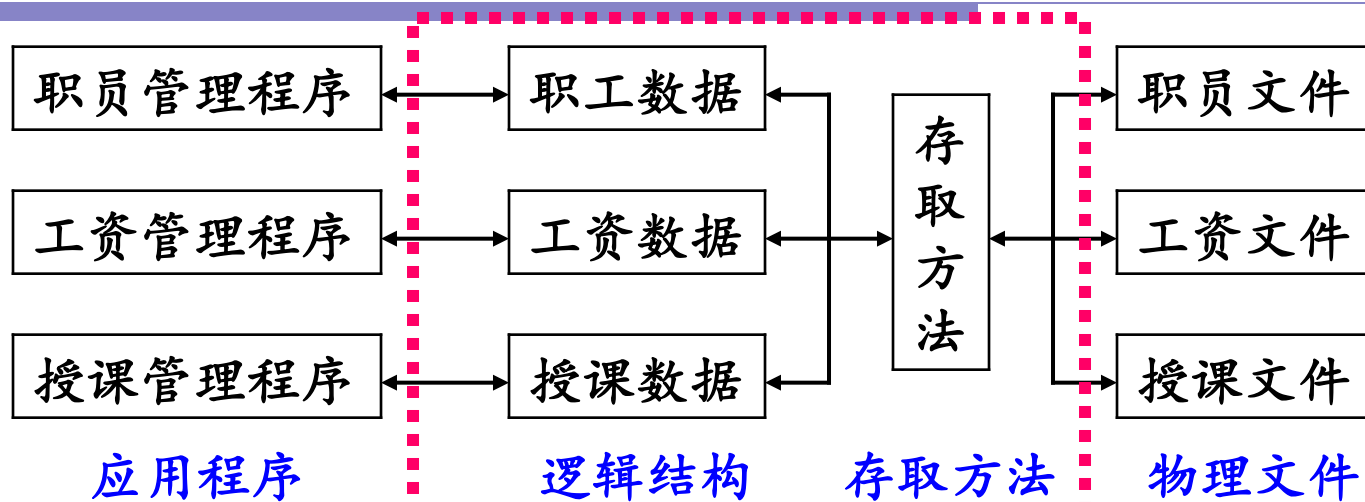 职员管理程序
职工数据
职员文件
存取方法
工资管理程序
工资数据
工资文件
授课管理程序
授课数据
授课文件
应用程序
逻辑结构
存取方法
物理文件